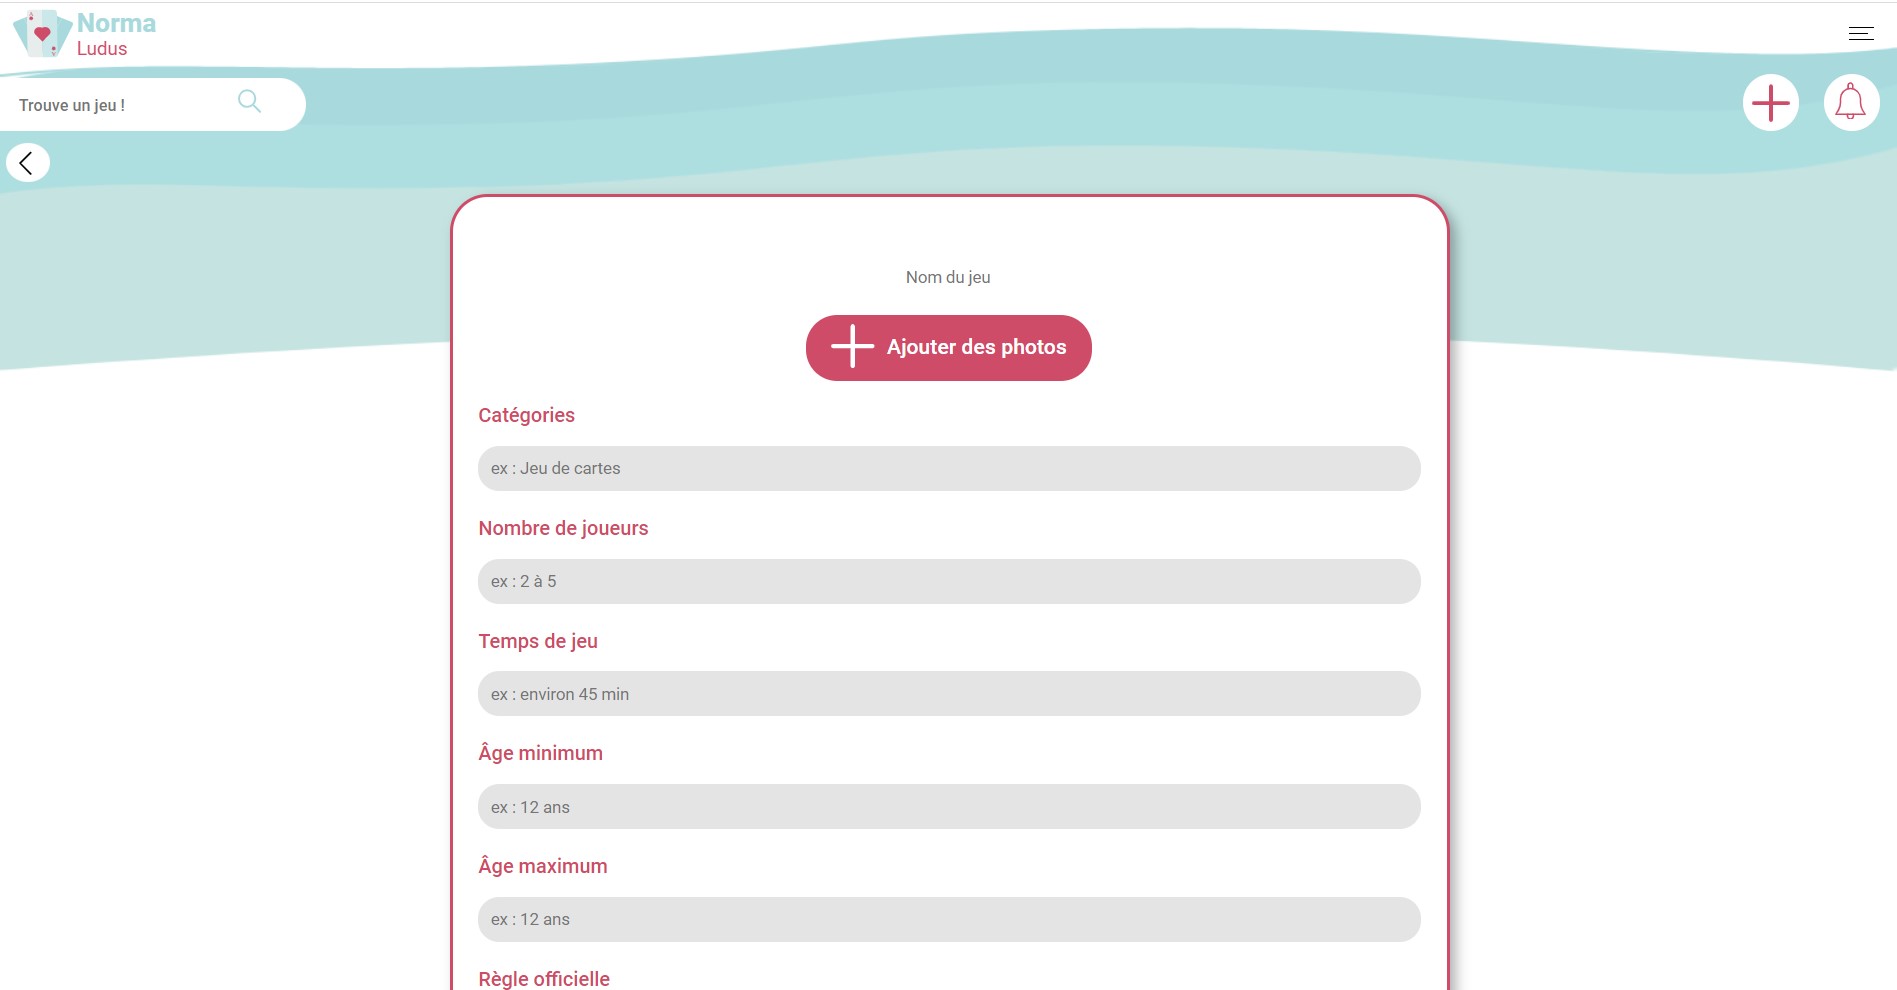 Norma
Ludus
Trouve un jeu !
Nom du jeu
Ajouter des photos
Catégories
ex : Jeu de cartes
Nombre de joueurs
ex : 2 à 5
Temps de jeu
ex : environ 45 min
Âge minimum
ex : 12 ans
Âge maximum
ex : 12 ans
Règle officielle